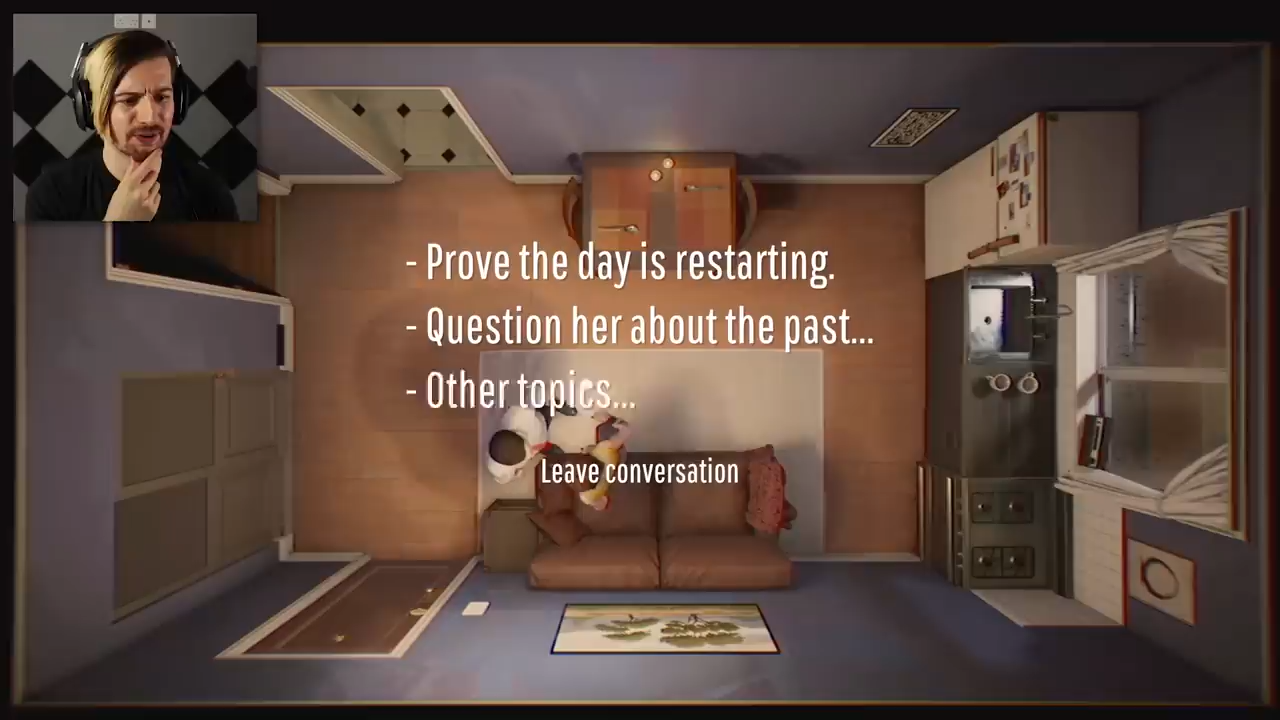 - Prove the day is restarting.
- Question her about the past...
- Other topics...
Leave conversation